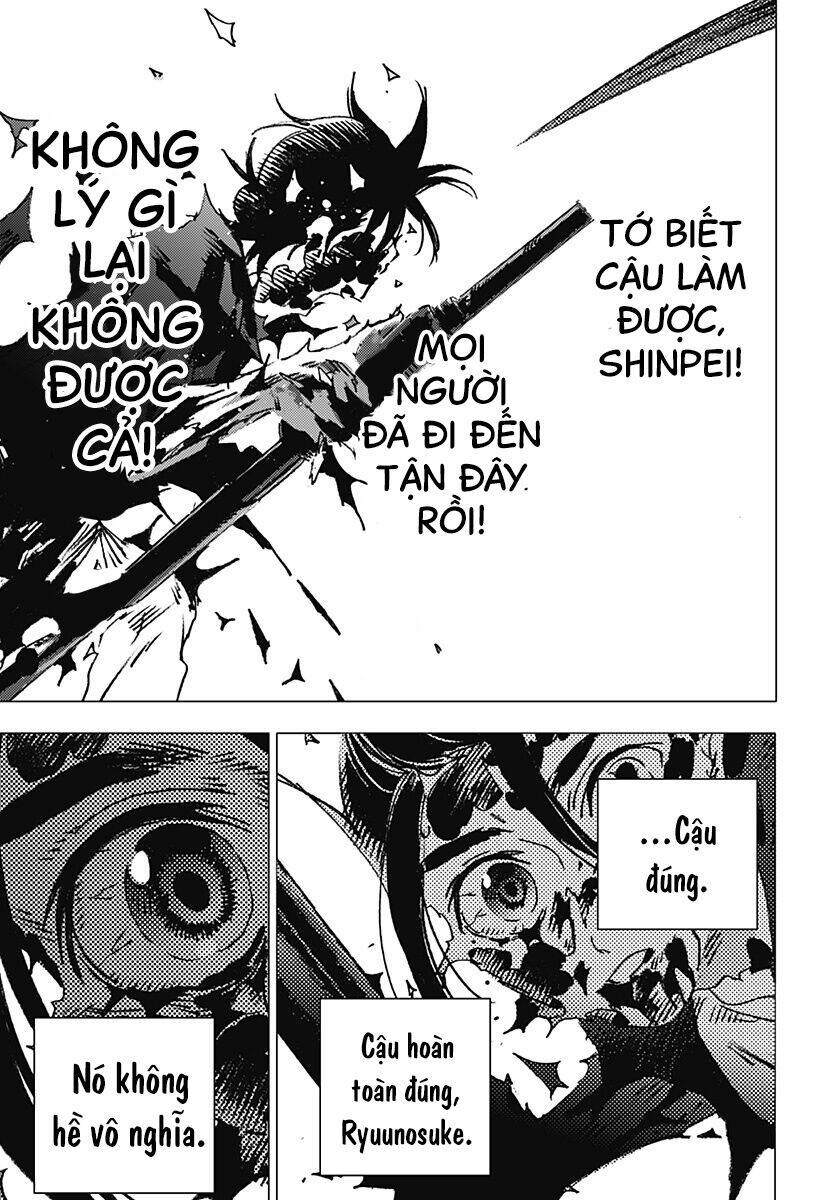 TỚ BIẾT
CẬU LÀM
ĐƯỢC,
SHINPEI!
MỌI
NGƯỜI
ĐÃ ĐI ĐẾN
TẬN ĐÂY
RỒI!
KHÔNG
LÝ GÌ
LẠI
KHÔNG
ĐƯỢC
CẢ!
...Cậu
đúng.
Cậu hoàn
toàn đúng,
Ryuunosuke.
Nó không
hề vô nghĩa.